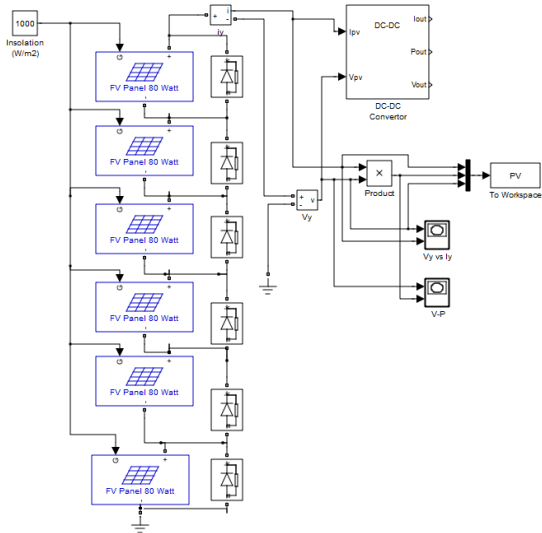 1000
Insolation
(W/m2)
G
+
FV Panel 80 Watt
-
G
+
FV Panel 80 Watt
-
G
+
FV Panel 80 Watt
-
G
+
FV Panel 80 Watt
-
G
+
FV Panel 80 Watt
-
G
+
FV Panel 80 Watt
-
+
-
i
iy
DC-DC
Ipv
Vpv
Iout
Pout
Vout
DC-DC
Convertor
+
-
v
Vy
×
Product
PV
To Workspace
Vy vs Iy
V-P